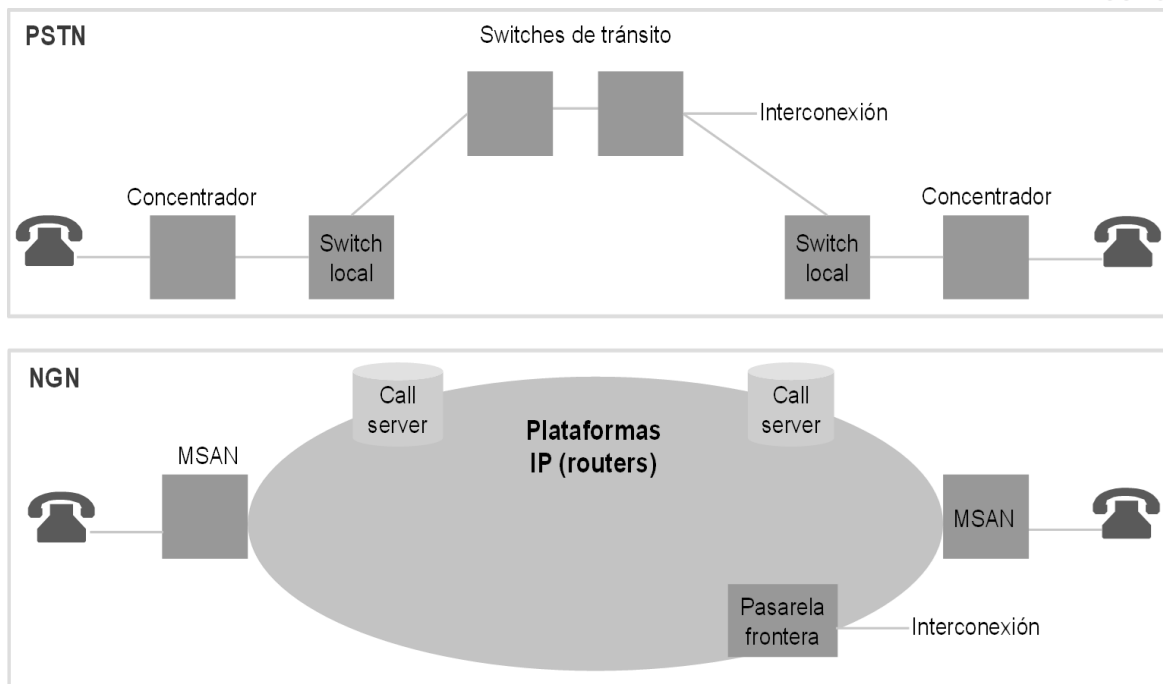 PSTN
Switches de tránsito
Interconexión
Concentrador
Concentrador
Switch
local
Switch
local
NGN
Call
server
Call
server
Plataformas
IP (routers)
MSAN
MSAN
Pasarela
frontera
Interconexión